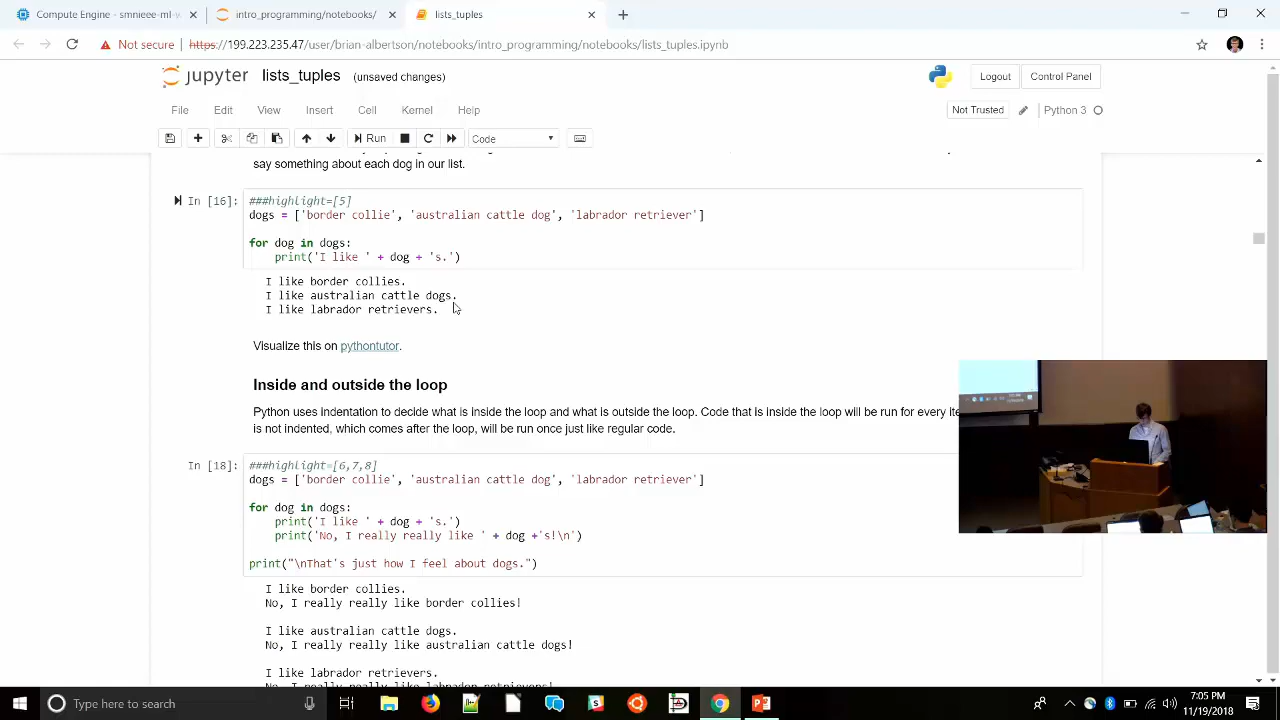 Compute Engine - smnieee-ml-w
intro_programming/notebooks/
lists_tuples
Not secure
https://199.223.235.47/user/brian-albertson/notebooks/intro_programming/notebooks/lists_tuples.ipynb
jupyter lists_tuples (unsaved changes)
Logout
Control Panel
File Edit View Insert Cell Kernel Help
Not Trusted
Python 3
Run
Code
say something about each dog in our list.
In [16]:
###highlight=[5]
dogs = ['border collie', 'australian cattle dog', 'labrador retriever']
for dog in dogs:
print('I like ' + dog + 's.')
I like border collies.
I like australian cattle dogs.
I like labrador retrievers.
Visualize this on pythontutor.
Inside and outside the loop
Python uses indentation to decide what is inside the loop and what is outside the loop. Code that is inside the loop will be run for every ite
is not indented, which comes after the loop, will be run once just like regular code.
In [18]:
###highlight=[6,7,8]
dogs = ['border collie', 'australian cattle dog', 'labrador retriever']
for dog in dogs:
print('I like ' + dog + 's.')
print('No, I really really like ' + dog +'s!\n')
print("\nThat's just how I feel about dogs.")
I like border collies.
No, I really really like border collies!
I like australian cattle dogs.
No, I really really like australian cattle dogs!
I like labrador retrievers.
No, I really really like labrador retrievers!
Type here to search
7:05 PM
11/19/2018